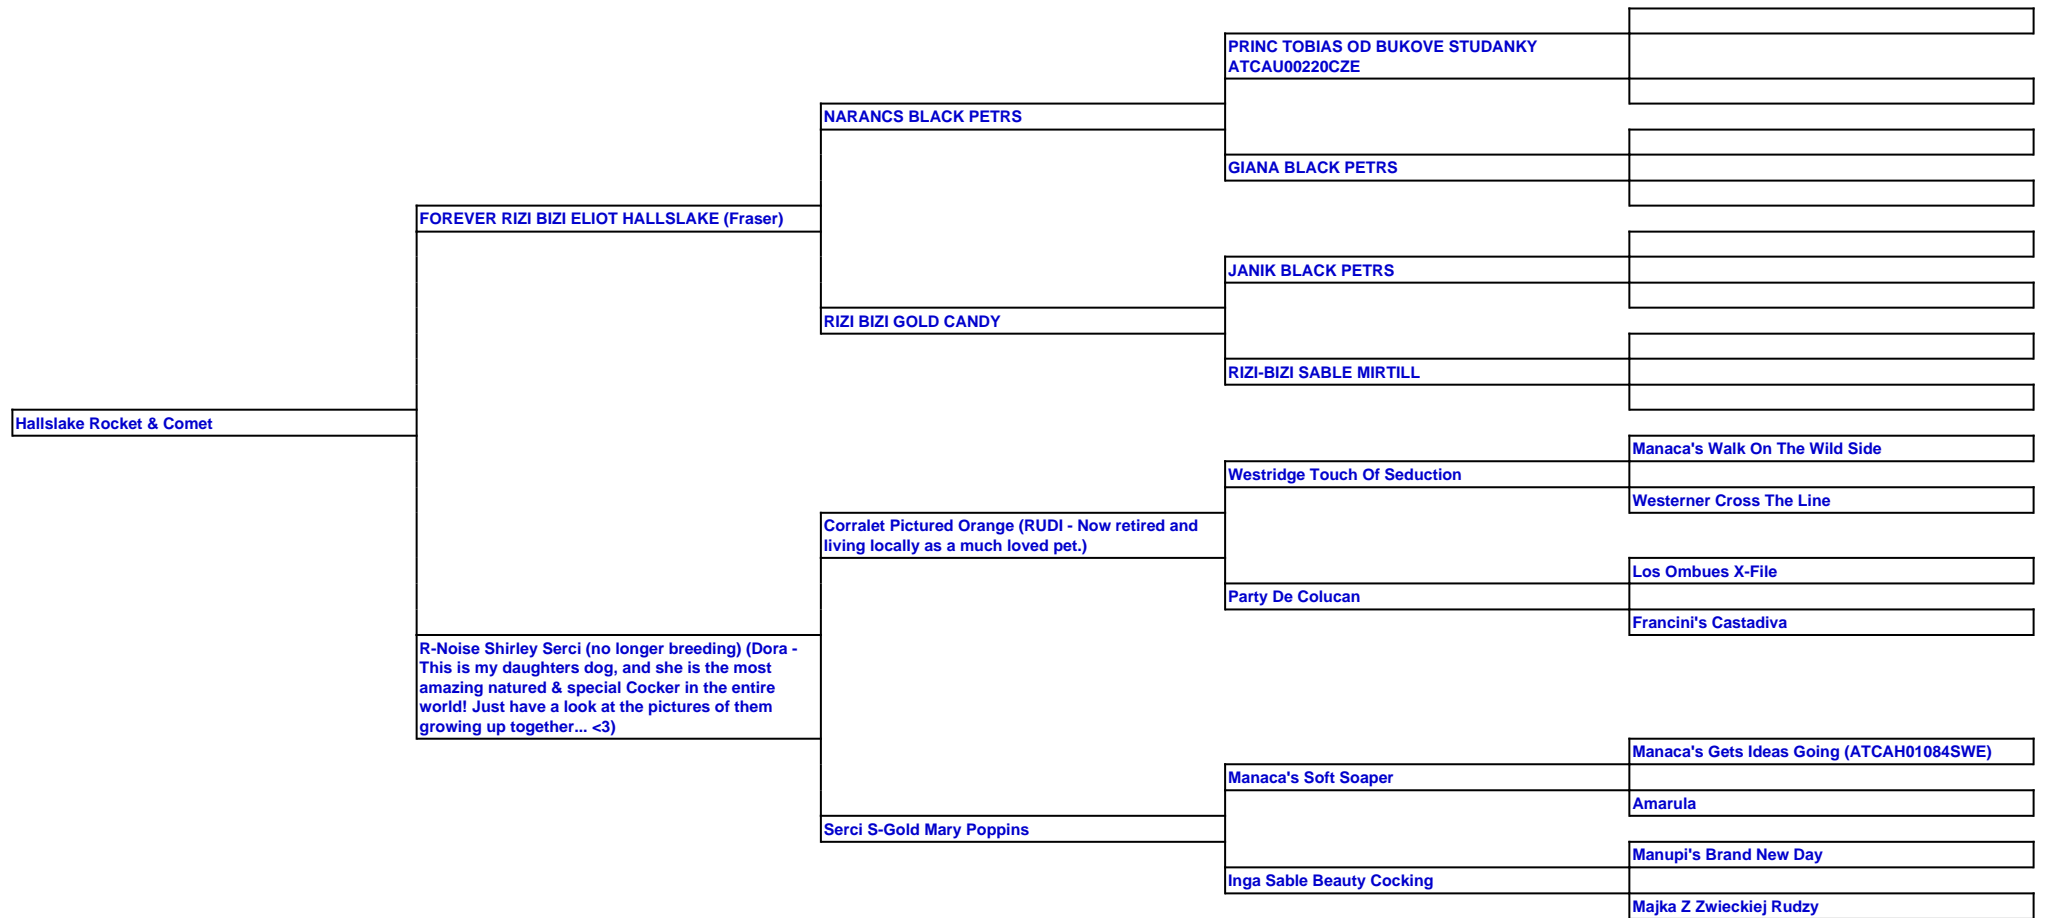 PRINC TOBIAS OD BUKOVE STUDANKY
ATCAU00220CZE
NARANCS BLACK PETRS
GIANA BLACK PETRS
FOREVER RIZI BIZI ELIOT HALLSLAKE (Fraser)
JANIK BLACK PETRS
RIZI BIZI GOLD CANDY
RIZI-BIZI SABLE MIRTILL
Hallslake Rocket & Comet
Manaca's Walk On The Wild Side
Westridge Touch Of Seduction
Westerner Cross The Line
Corralet Pictured Orange (RUDI - Now retired and
living locally as a much loved pet.)
Los Ombues X-File
Party De Colucan
Francini's Castadiva
R-Noise Shirley Serci (no longer breeding) (Dora -
This is my daughters dog, and she is the most
amazing natured & special Cocker in the entire
world! Just have a look at the pictures of them
growing up together... <3)
Manaca's Gets Ideas Going (ATCAH01084SWE)
Manaca's Soft Soaper
Amarula
Serci S-Gold Mary Poppins
Manupi's Brand New Day
Inga Sable Beauty Cocking
Majka Z Zwieckiej Rudzy